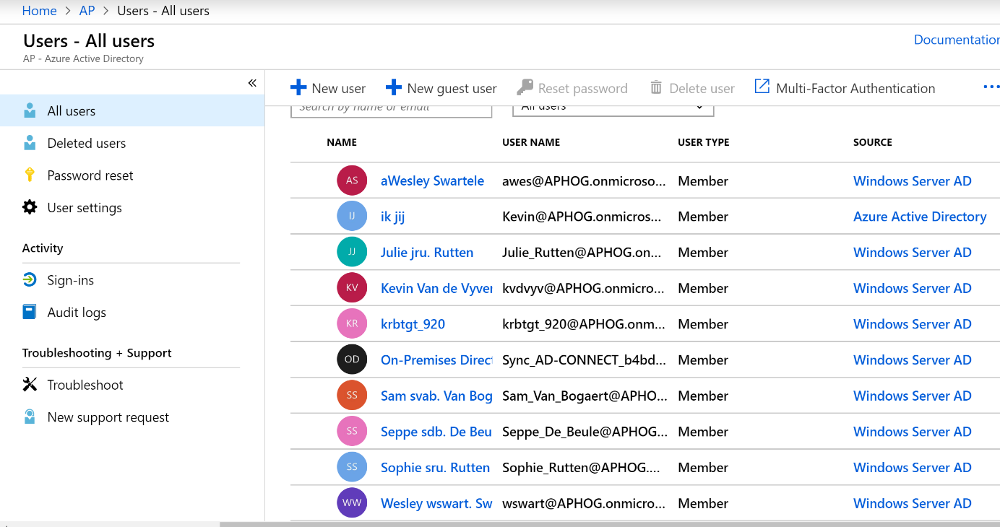 Home > AP > Users - All users
Users - All users
AP - Azure Active Directory
Documentation
«
All users
Deleted users
Password reset
User settings
Activity
Sign-ins
Audit logs
Troubleshooting + Support
Troubleshoot
New support request
New user New guest user Reset password Delete user Multi-Factor Authentication ...
Search by name or email All users
NAME USER NAME USER TYPE SOURCE
AS aWesley Swartele awes@APHOG.onmicroso... Member Windows Server AD
IJ ik jij Kevin@APHOG.onmicros... Member Azure Active Directory
JJ Julie jru. Rutten Julie_Rutten@APHOG.on... Member Windows Server AD
KV Kevin Van de Vyver kvdvyv@APHOG.onmicro... Member Windows Server AD
KR krbtgt_920 krbtgt_920@APHOG.onm... Member Windows Server AD
OD On-Premises Direct Sync_AD-CONNECT_b4bd... Member Windows Server AD
SS Sam svab. Van Bog Sam_Van_Bogaert@APHO... Member Windows Server AD
SS Seppe sdb. De Beu Seppe_De_Beule@APHOG... Member Windows Server AD
SS Sophie sru. Rutten Sophie_Rutten@APHOG.... Member Windows Server AD
WW Wesley wswart. Sw wswart@APHOG.onmicro... Member Windows Server AD